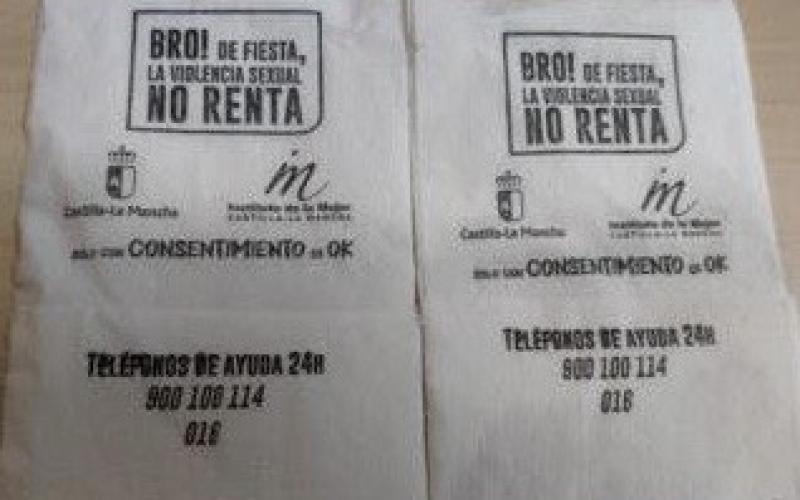 BRO! DE FIESTA,
LA VIOLENCIA SEXUAL
NO RENTA
Castilla-La Mancha
im
Instituto de la Mujer
CASTILLA-LA MANCHA
SOLO CON CONSENTIMIENTO ES OK
TELÉFONOS DE AYUDA 24H
900 100 114
016
BRO! DE FIESTA,
LA VIOLENCIA SEXUAL
NO RENTA
Castilla-La Mancha
im
Instituto de la Mujer
CASTILLA-LA MANCHA
SOLO CON CONSENTIMIENTO ES OK
TELÉFONOS DE AYUDA 24H
900 100 114
016